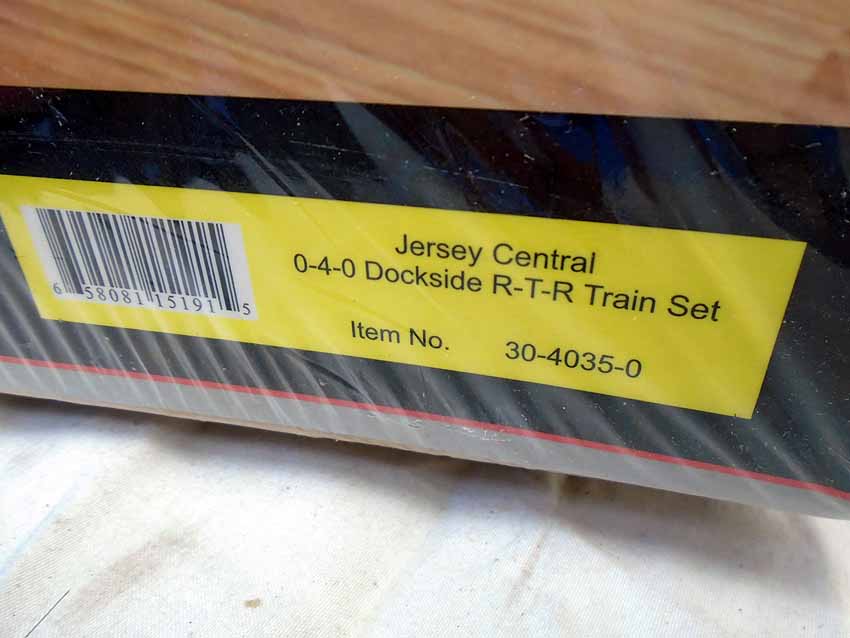 Jersey Central
0-4-0 Dockside R-T-R Train Set
Item No. 30-4035-0
6 58081 15191 5